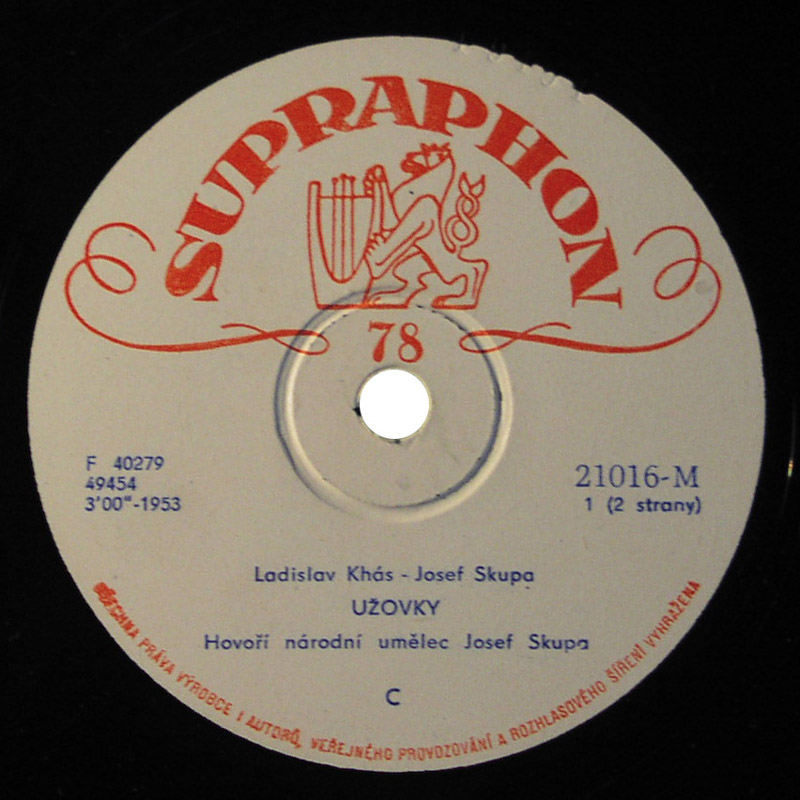 SUPRAPHON
78
F 40279
49454
3'00"-1953
21016-M
1 (2 strany)
Ladislav Khás - Josef Skupa
UŽOVKY
Hovoří národní umělec Josef Skupa
C
VŠECHNA PRÁVA VÝROBCE I AUTORŮ, VEŘEJNÉHO PROVOZOVÁNÍ A ROZHLASOVÉHO ŠÍŘENÍ VYHRAŽENA